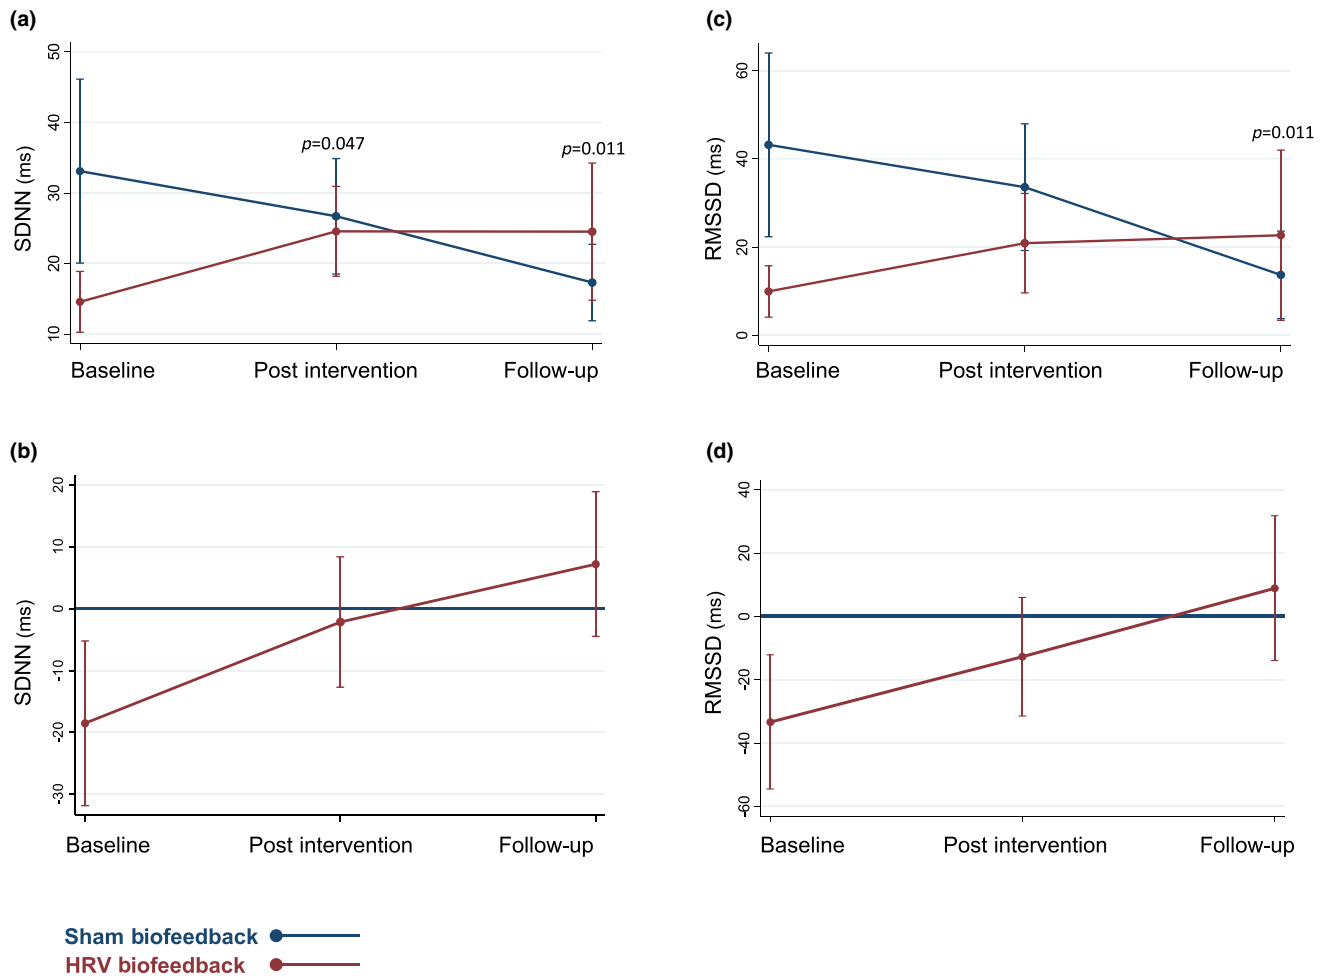 (a)
SDNN (ms)
50
40
30
20
10
p=0.047
p=0.011
Baseline
Post intervention
Follow-up
(c)
RMSSD (ms)
60
40
20
0
p=0.011
Baseline
Post intervention
Follow-up
(b)
SDNN (ms)
20
10
0
-10
-20
-30
Baseline
Post intervention
Follow-up
(d)
RMSSD (ms)
40
20
0
-20
-40
-60
Baseline
Post intervention
Follow-up
Sham biofeedback
HRV biofeedback